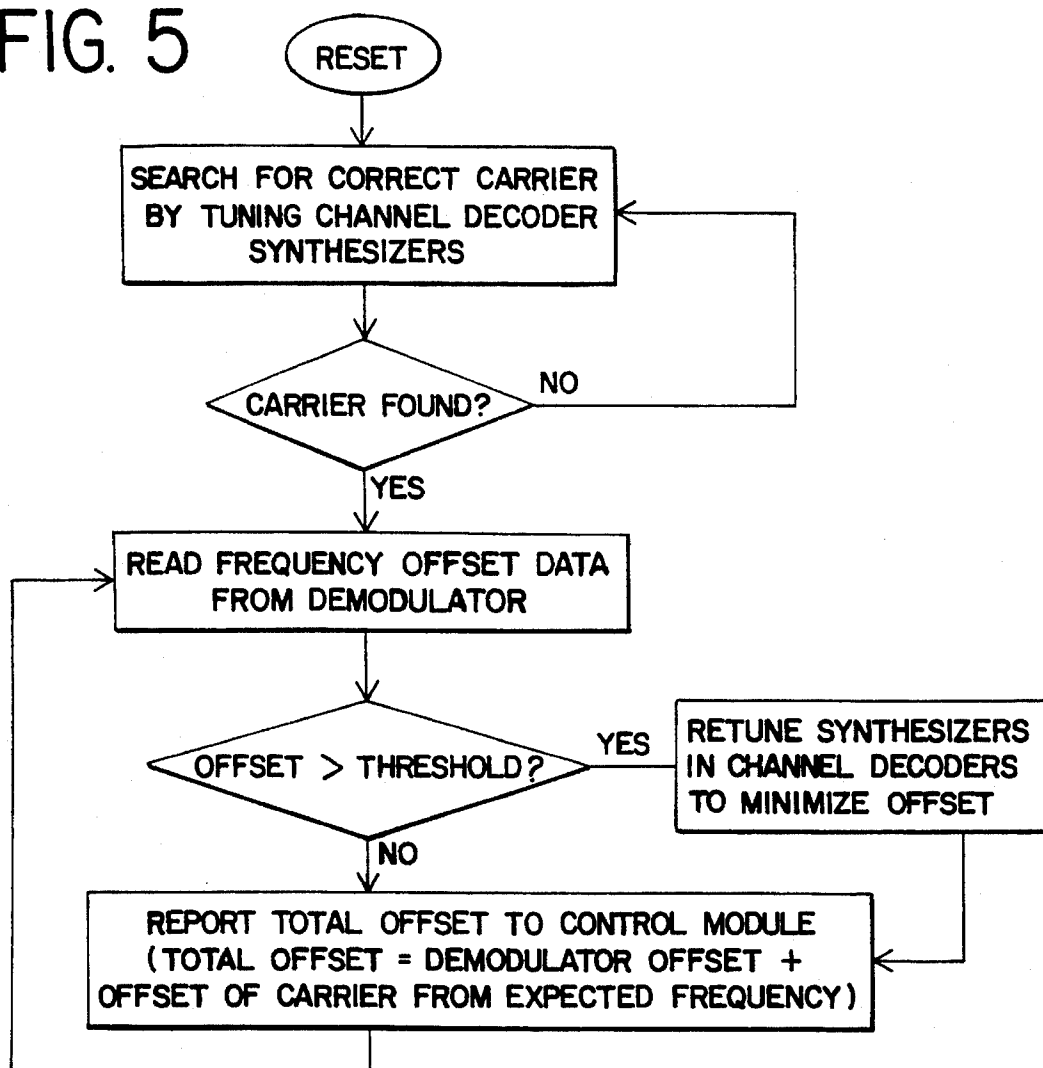 FIG. 5
RESET
SEARCH FOR CORRECT CARRIER
BY TUNING CHANNEL DECODER
SYNTHESIZERS
CARRIER FOUND?
NO
YES
READ FREQUENCY OFFSET DATA
FROM DEMODULATOR
OFFSET > THRESHOLD?
YES
RETUNE SYNTHESIZERS
IN CHANNEL DECODERS
TO MINIMIZE OFFSET
NO
REPORT TOTAL OFFSET TO CONTROL MODULE
(TOTAL OFFSET = DEMODULATOR OFFSET +
OFFSET OF CARRIER FROM EXPECTED FREQUENCY)